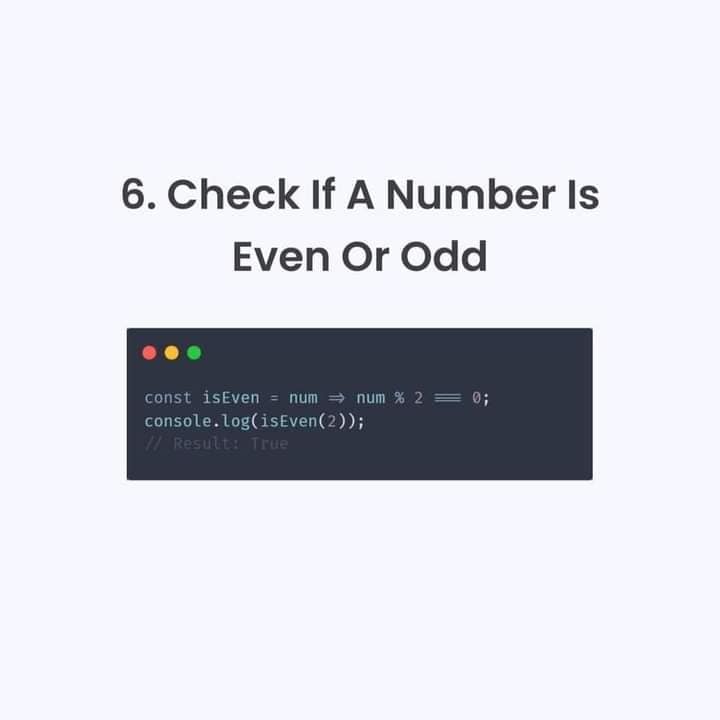 6. Check If A Number Is
Even Or Odd
const isEven = num => num % 2 === 0;
console.log(isEven(2));
// Result: True